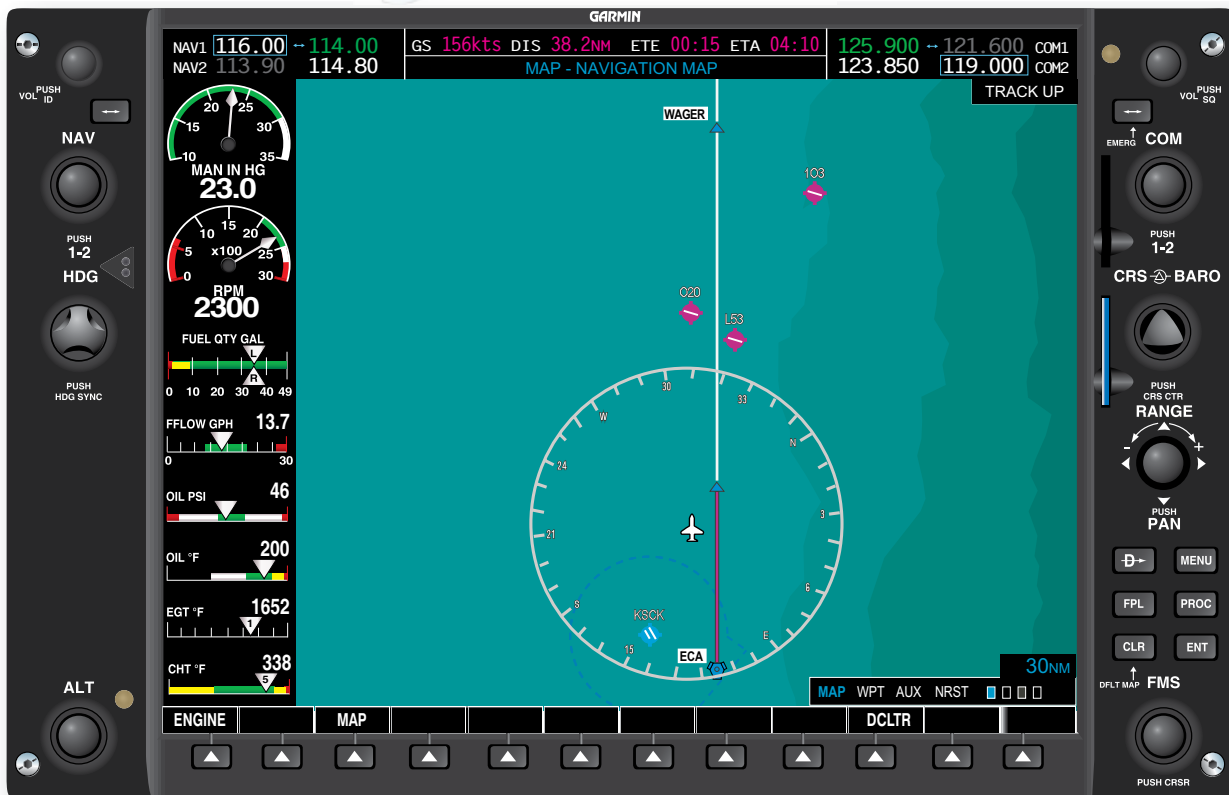 GARMIN
NAV1 116.00 ↔ 114.00
NAV2 113.90 114.80
GS 156kts DIS 38.2NM ETE 00:15 ETA 04:10
MAP - NAVIGATION MAP
125.900 ↔ 121.600 COM1
123.850 119.000 COM2
VOL PUSH ID
NAV
PUSH
1-2
HDG
PUSH
HDG SYNC
ALT
10 15 20 25 30 35
MAN IN HG
23.0
0 5 10 15 20 25 30
x100
RPM
2300
FUEL QTY GAL
L
R
0 10 20 30 40 49
FFLOW GPH 13.7
0 30
OIL PSI 46
OIL °F 200
EGT °F 1652
1
CHT °F 338
5
TRACK UP
WAGER
1O3
O20
L53
30
33
W
N
24
3
21
6
S
E
15
KSCK
ECA
30NM
MAP WPT AUX NRST
ENGINE MAP DCLTR
VOL PUSH SQ
EMERG
COM
PUSH
1-2
CRS BARO
PUSH
CRS CTR
RANGE
- +
PUSH
PAN
D MENU
FPL PROC
CLR ENT
DFLT MAP FMS
PUSH CRSR